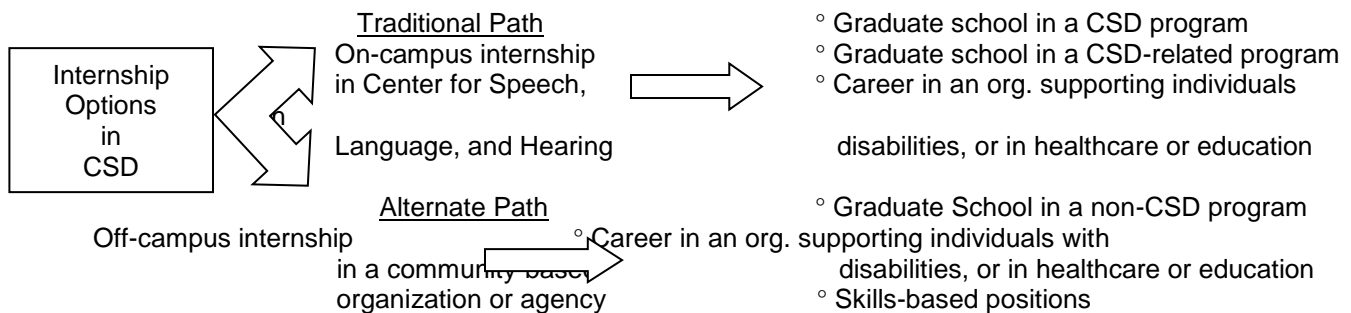 Internship
Options
in
CSD
Traditional Path
On-campus internship
in Center for Speech,
Language, and Hearing
° Graduate school in a CSD program
° Graduate school in a CSD-related program
° Career in an org. supporting individuals
disabilities, or in healthcare or education
Alternate Path
Off-campus internship
in a community
organization or agency
° Graduate School in a non-CSD program
° Career in an org. supporting individuals with
disabilities, or in healthcare or education
° Skills-based positions